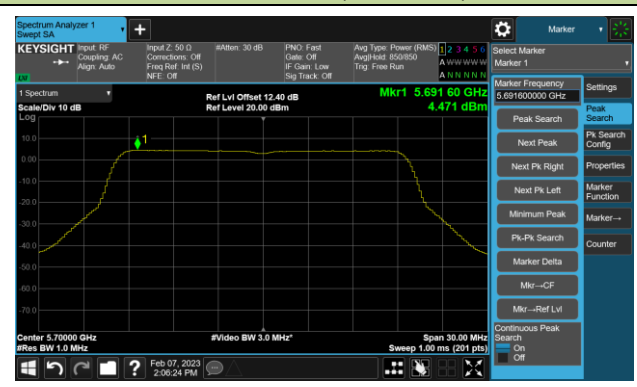 Spectrum Analyzer 1
Swept SA
+
Marker
KEYSIGHT
Input: RF
Coupling: AC
Align: Auto
Input Z: 50 Ω
Corrections: Off
Freq Ref: Int (S)
NFE: Off
#Atten: 30 dB
PNO: Fast
Gate: Off
IF Gain: Low
Sig Track: Off
Avg Type: Power (RMS)
Avg|Hold: 850/850
Trig: Free Run
1 2 3 4 5 6
A W W W W W
A N N N N N
Select Marker
Marker 1
LXI
1 Spectrum
Scale/Div 10 dB
Log
Ref Lvl Offset 12.40 dB
Ref Level 20.00 dBm
Mkr1 5.691 60 GHz
4.471 dBm
1
10.0
0.00
-10.0
-20.0
-30.0
-40.0
-50.0
-60.0
-70.0
Center 5.70000 GHz
#Res BW 1.0 MHz
#Video BW 3.0 MHz*
Span 30.00 MHz
Sweep 1.00 ms (201 pts)
Marker Frequency
5.691600000 GHz
Peak Search
Next Peak
Next Pk Right
Next Pk Left
Minimum Peak
Pk-Pk Search
Marker Delta
Mkr→CF
Mkr→Ref Lvl
Continuous Peak
Search
On
Off
Settings
Peak
Search
Pk Search
Config
Properties
Marker
Function
Marker→
Counter
?
Feb 07, 2023
2:06:24 PM